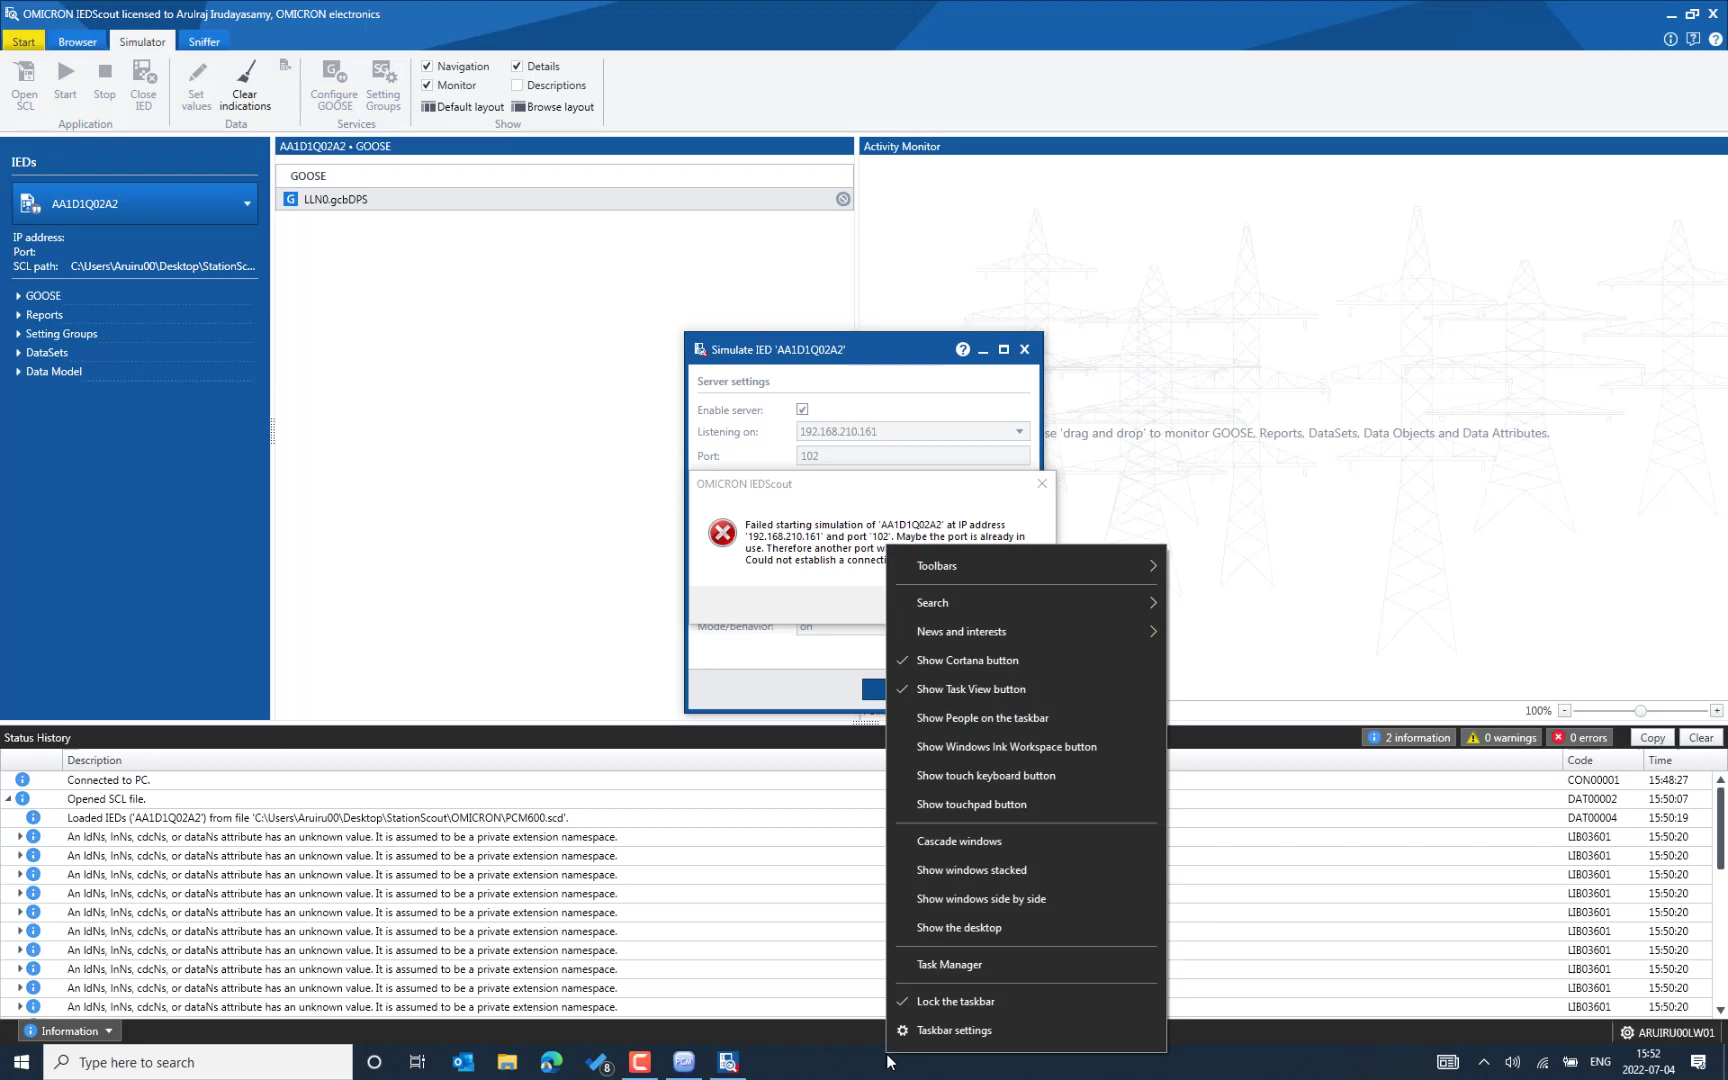 OMICRON IEDScout licensed to Arulraj Irudayasamy, OMICRON electronics
Start Browser Simulator Sniffer
Open SCL
Start
Stop
Close IED
Application
Set values
Clear indications
Data
Configure GOOSE
Setting Groups
Services
Navigation Details
Monitor Descriptions
Default layout Browse layout
Show
IEDs
AA1D1Q02A2
IP address:
Port:
SCL path: C:\Users\Aruiru00\Desktop\StationSc...
GOOSE
Reports
Setting Groups
DataSets
Data Model
AA1D1Q02A2 • GOOSE
GOOSE
G LLN0.gcbDPS
Activity Monitor
se 'drag and drop' to monitor GOOSE, Reports, DataSets, Data Objects and Data Attributes.
100% - +
Simulate IED 'AA1D1Q02A2'
Server settings
Enable server:
Listening on: 192.168.210.161
Port: 102
OMICRON IEDScout
Failed starting simulation of 'AA1D1Q02A2' at IP address
'192.168.210.161' and port '102'. Maybe the port is already in
use. Therefore another port w
Could not establish a connecti
Mode/behavior: on
Toolbars
Search
News and interests
Show Cortana button
Show Task View button
Show People on the taskbar
Show Windows Ink Workspace button
Show touch keyboard button
Show touchpad button
Cascade windows
Show windows stacked
Show windows side by side
Show the desktop
Task Manager
Lock the taskbar
Taskbar settings
Status History 2 information 0 warnings 0 errors Copy Clear
Description Code Time
Connected to PC. CON00001 15:48:27
Opened SCL file. DAT00002 15:50:07
Loaded IEDs ('AA1D1Q02A2') from file 'C:\Users\Aruiru00\Desktop\StationScout\OMICRON\PCM600.scd'. DAT00004 15:50:19
An ldNs, lnNs, cdcNs, or dataNs attribute has an unknown value. It is assumed to be a private extension namespace. LIB03601 15:50:20
An ldNs, lnNs, cdcNs, or dataNs attribute has an unknown value. It is assumed to be a private extension namespace. LIB03601 15:50:20
An ldNs, lnNs, cdcNs, or dataNs attribute has an unknown value. It is assumed to be a private extension namespace. LIB03601 15:50:20
An ldNs, lnNs, cdcNs, or dataNs attribute has an unknown value. It is assumed to be a private extension namespace. LIB03601 15:50:20
An ldNs, lnNs, cdcNs, or dataNs attribute has an unknown value. It is assumed to be a private extension namespace. LIB03601 15:50:20
An ldNs, lnNs, cdcNs, or dataNs attribute has an unknown value. It is assumed to be a private extension namespace. LIB03601 15:50:20
An ldNs, lnNs, cdcNs, or dataNs attribute has an unknown value. It is assumed to be a private extension namespace. LIB03601 15:50:20
An ldNs, lnNs, cdcNs, or dataNs attribute has an unknown value. It is assumed to be a private extension namespace. LIB03601 15:50:20
An ldNs, lnNs, cdcNs, or dataNs attribute has an unknown value. It is assumed to be a private extension namespace. LIB03601 15:50:20
An ldNs, lnNs, cdcNs, or dataNs attribute has an unknown value. It is assumed to be a private extension namespace. LIB03601 15:50:20
Information ARUIRU00LW01
Type here to search
8
PCM
ENG
15:52
2022-07-04